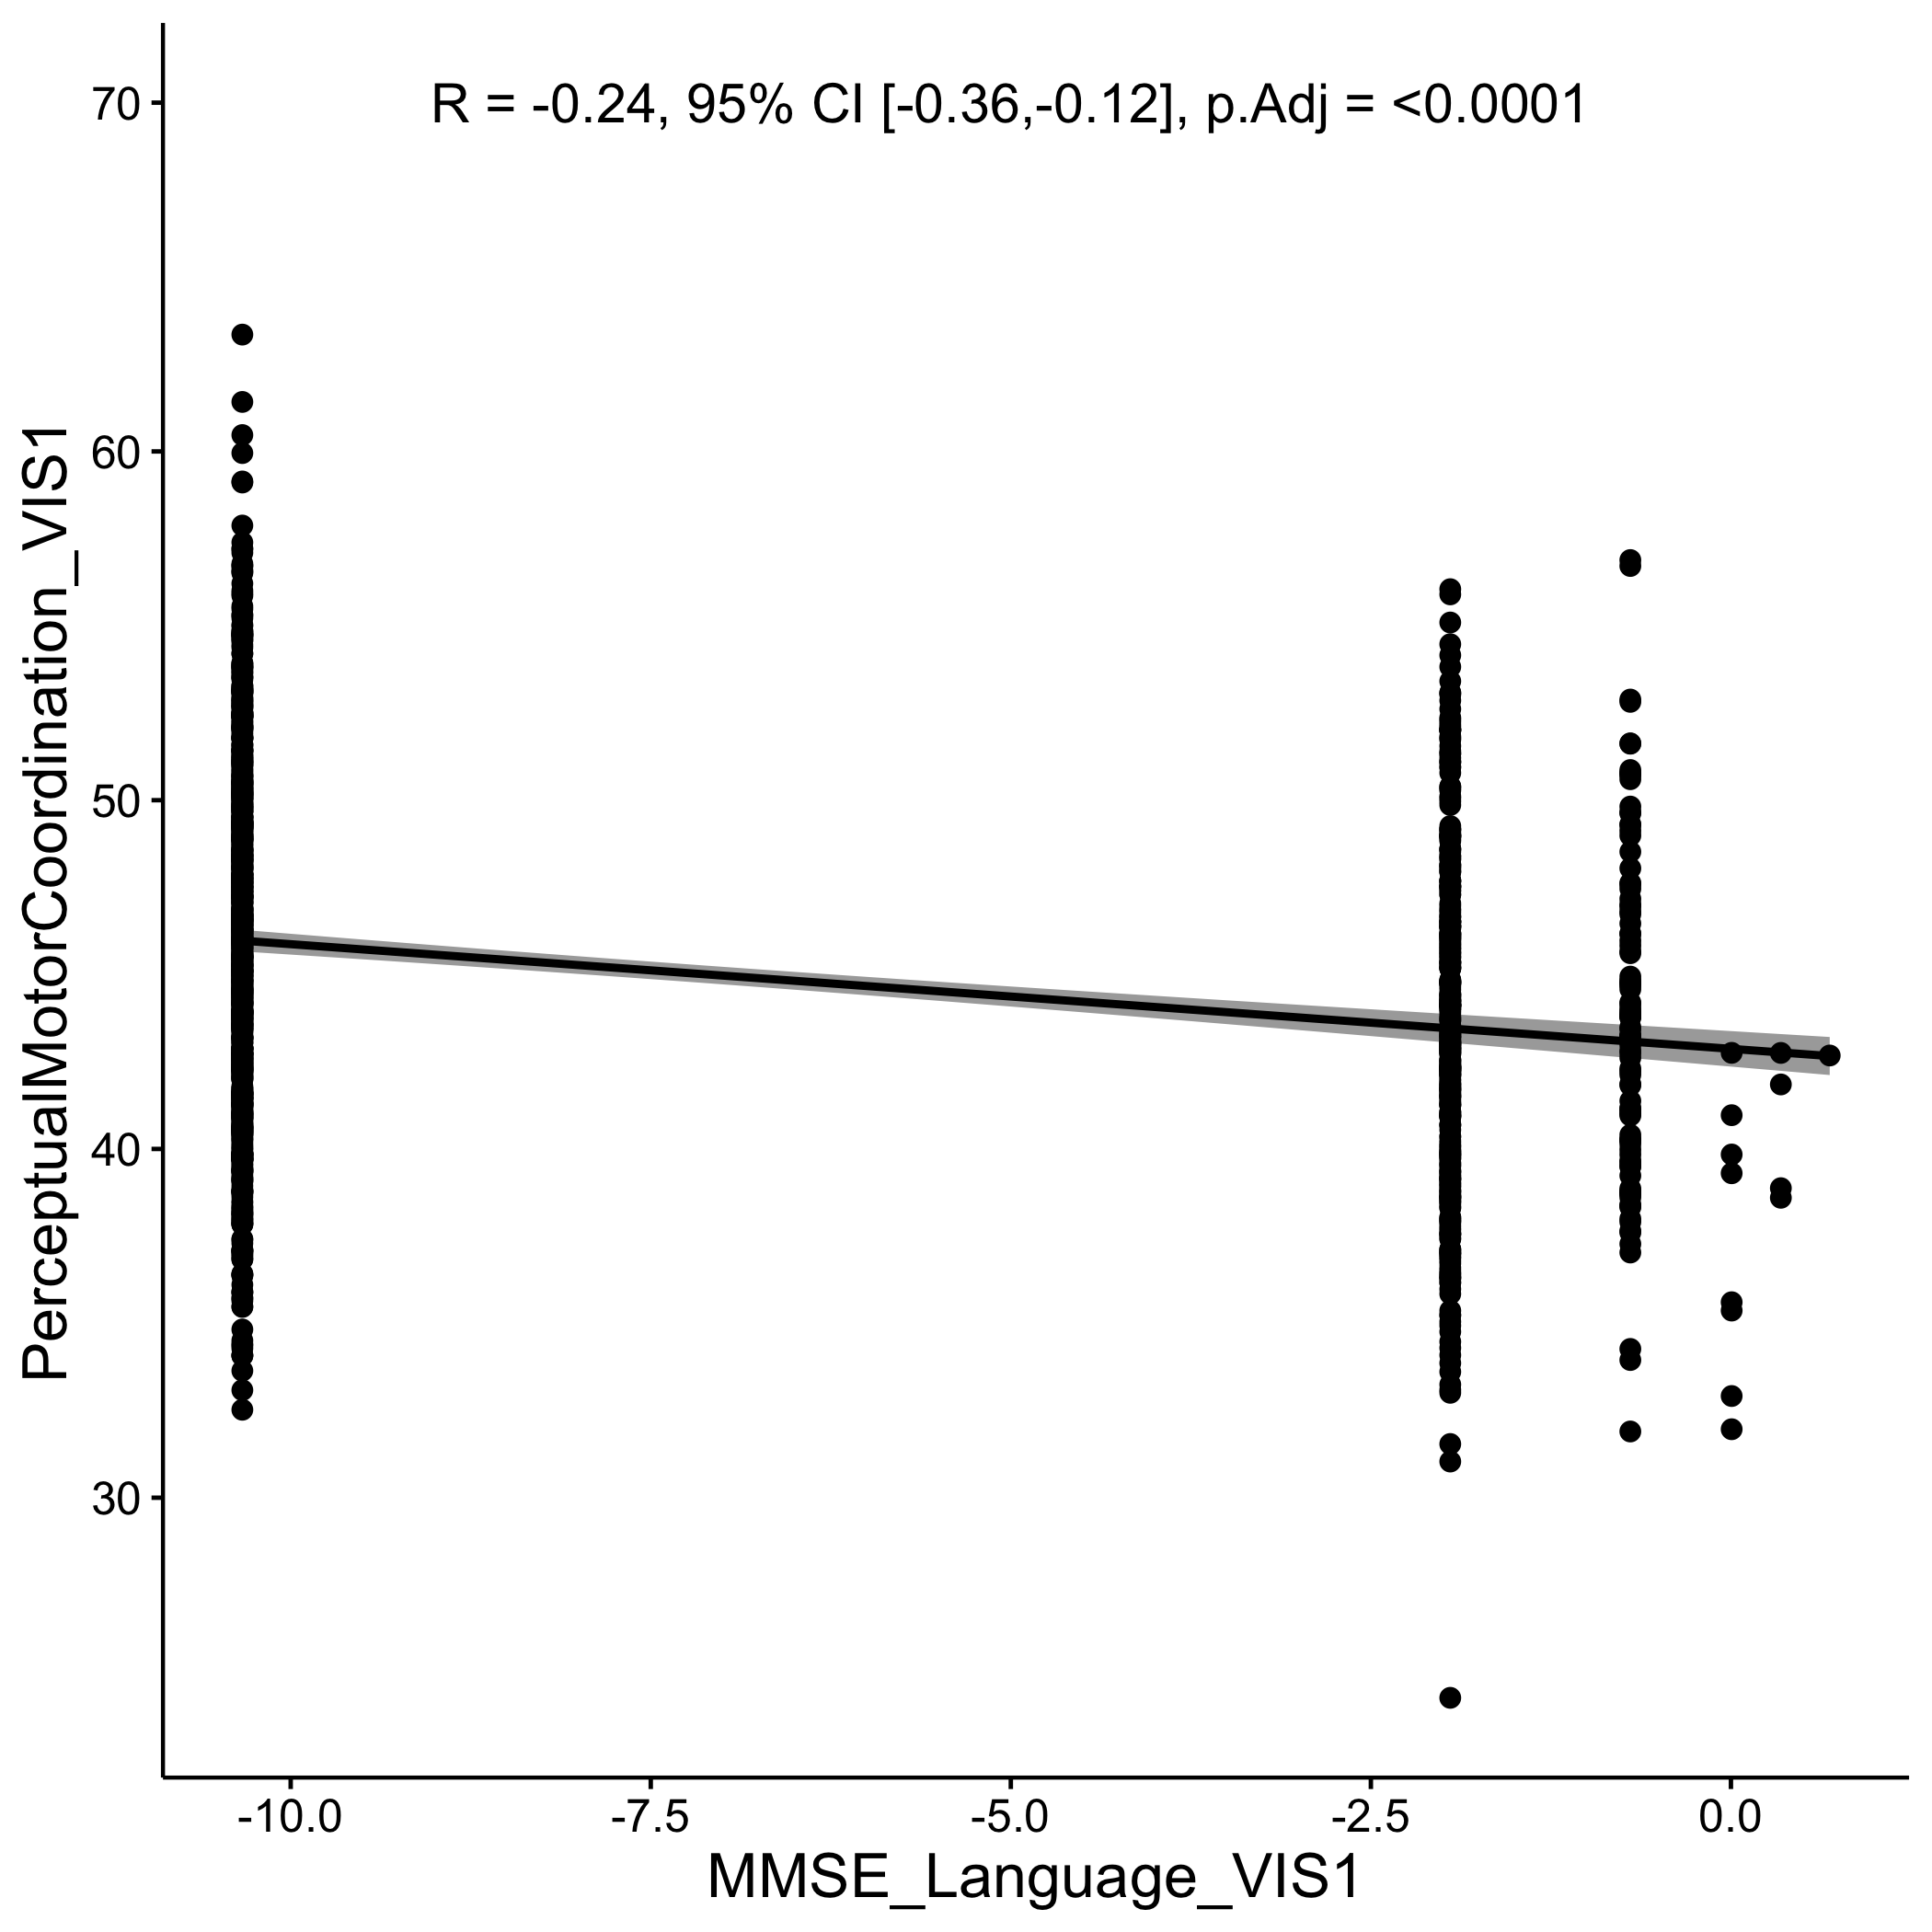 R = -0.24, 95% CI [-0.36,-0.12], p.Adj = <0.0001
70
60
50
40
30
PerceptualMotorCoordination_VIS1
-10.0 -7.5 -5.0 -2.5 0.0
MMSE_Language_VIS1